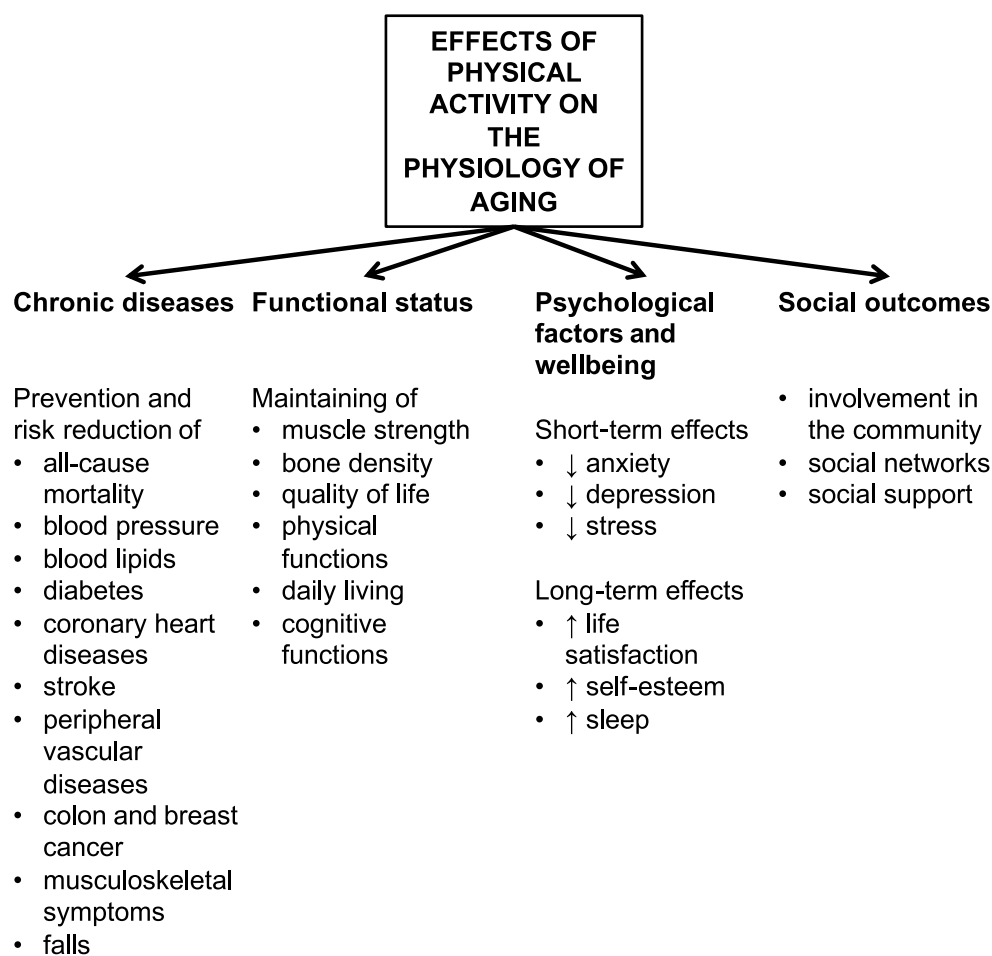 EFFECTS OF
PHYSICAL
ACTIVITY ON
THE
PHYSIOLOGY OF
AGING
Chronic diseases
Prevention and
risk reduction of
• all-cause
mortality
• blood pressure
• blood lipids
• diabetes
• coronary heart
diseases
• stroke
• peripheral
vascular
diseases
• colon and breast
cancer
• musculoskeletal
symptoms
• falls
Functional status
Maintaining of
• muscle strength
• bone density
• quality of life
• physical
functions
• daily living
• cognitive
functions
Psychological
factors and
wellbeing
Short-term effects
• ↓ anxiety
• ↓ depression
• ↓ stress
Long-term effects
• ↑ life
satisfaction
• ↑ self-esteem
• ↑ sleep
Social outcomes
• involvement in
the community
• social networks
• social support